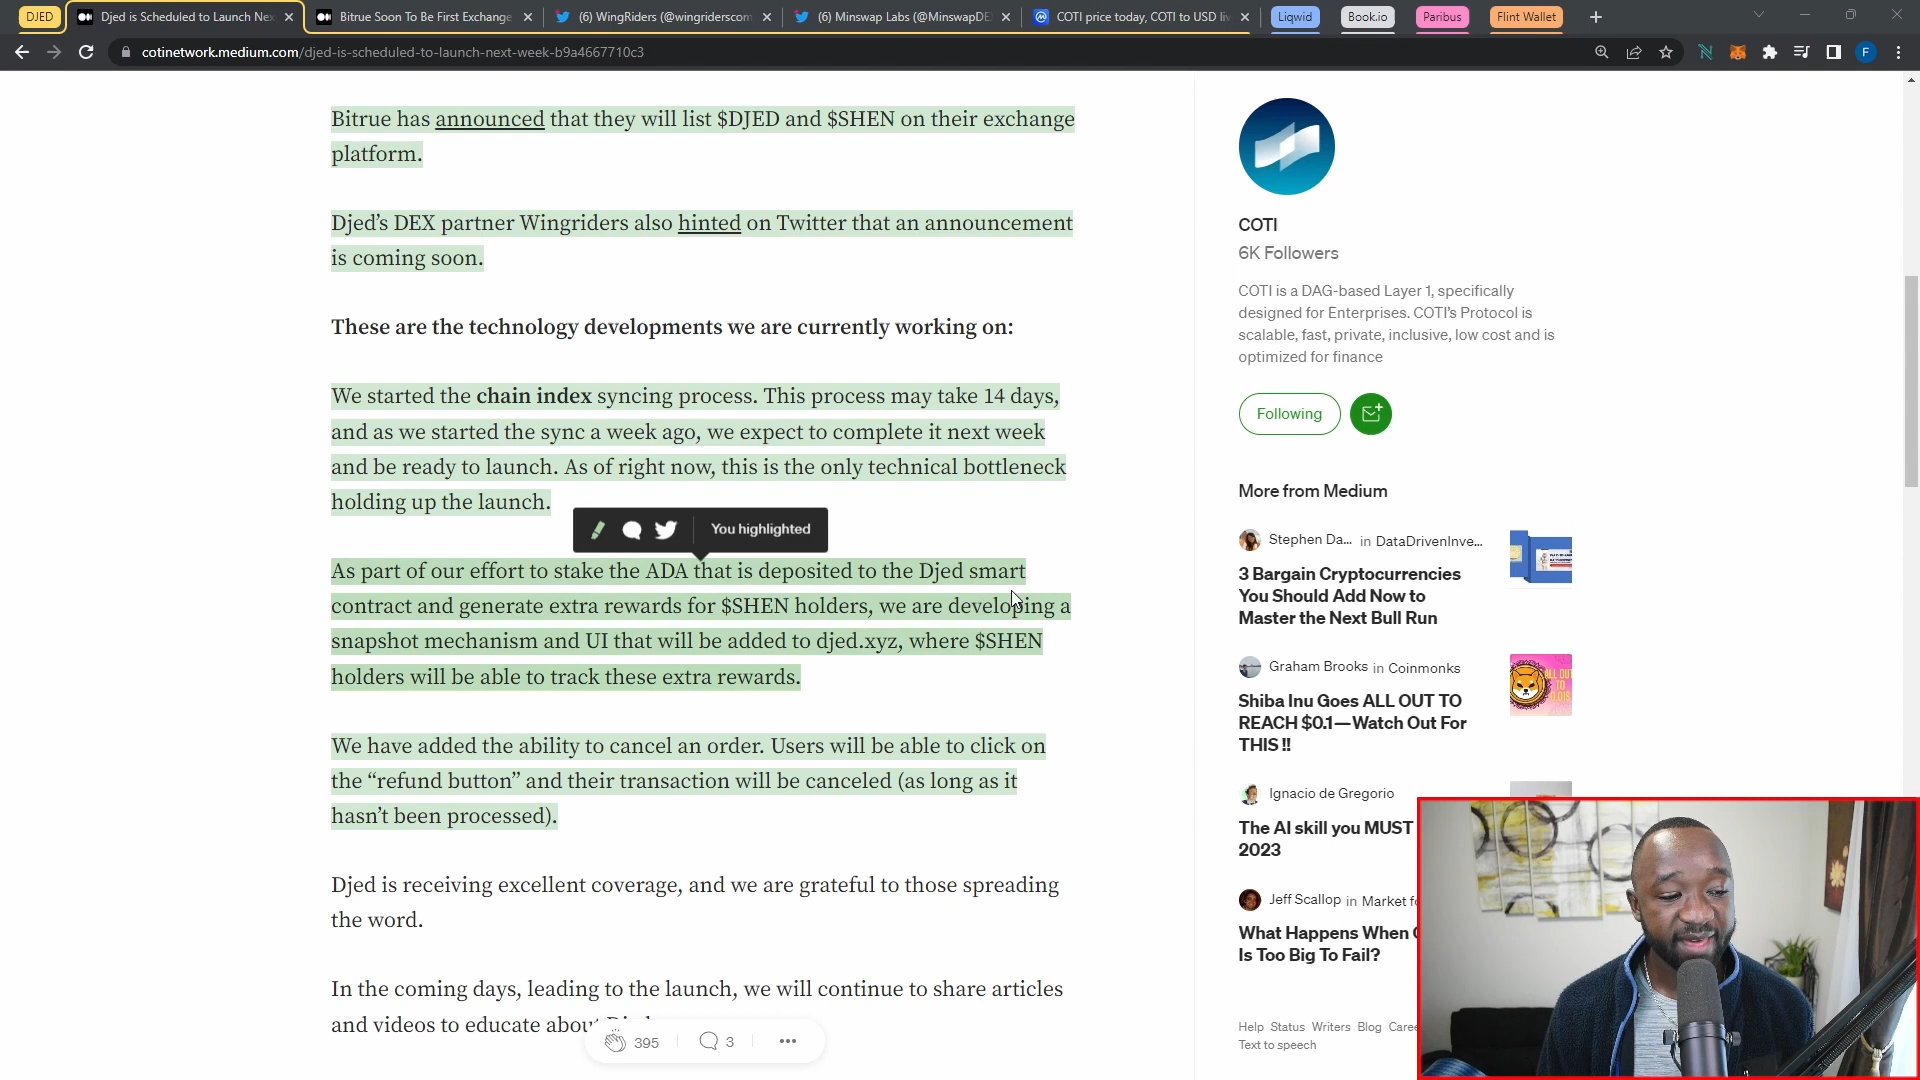 DJED
Djed is Scheduled to Launch Nex
Bitrue Soon To Be First Exchange
(6) WingRiders (@wingriderscom
(6) Minswap Labs (@MinswapDE
COTI price today, COTI to USD liv
Liqwid
Book.io
Paribus
Flint Wallet
cotinetwork.medium.com/djed-is-scheduled-to-launch-next-week-b9a4667710c3
F
Bitrue has announced that they will list $DJED and $SHEN on their exchange
platform.
Djed’s DEX partner Wingriders also hinted on Twitter that an announcement
is coming soon.
These are the technology developments we are currently working on:
We started the chain index syncing process. This process may take 14 days,
and as we started the sync a week ago, we expect to complete it next week
and be ready to launch. As of right now, this is the only technical bottleneck
holding up the launch.
You highlighted
As part of our effort to stake the ADA that is deposited to the Djed smart
contract and generate extra rewards for $SHEN holders, we are developing a
snapshot mechanism and UI that will be added to djed.xyz, where $SHEN
holders will be able to track these extra rewards.
We have added the ability to cancel an order. Users will be able to click on
the “refund button” and their transaction will be canceled (as long as it
hasn’t been processed).
Djed is receiving excellent coverage, and we are grateful to those spreading
the word.
In the coming days, leading to the launch, we will continue to share articles
and videos to educate about
395
3
COTI
6K Followers
COTI is a DAG-based Layer 1, specifically
designed for Enterprises. COTI’s Protocol is
scalable, fast, private, inclusive, low cost and is
optimized for finance
Following
More from Medium
Stephen Da... in DataDrivenInve...
3 Bargain Cryptocurrencies
You Should Add Now to
Master the Next Bull Run
Graham Brooks in Coinmonks
Shiba Inu Goes ALL OUT TO
REACH $0.1—Watch Out For
THIS !!
Ignacio de Gregorio
The AI skill you MUST
2023
Jeff Scallop in Market fo
What Happens When
Is Too Big To Fail?
Help Status Writers Blog Caree
Text to speech